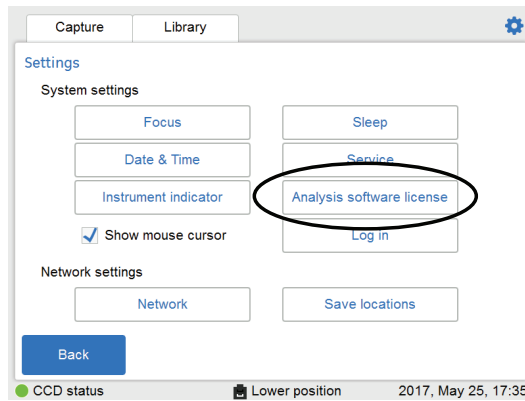 Capture Library
Settings
System settings
Focus Sleep
Date & Time Service
Instrument indicator Analysis software license
Show mouse cursor Log in
Network settings
Network Save locations
Back
CCD status Lower position 2017, May 25, 17:35